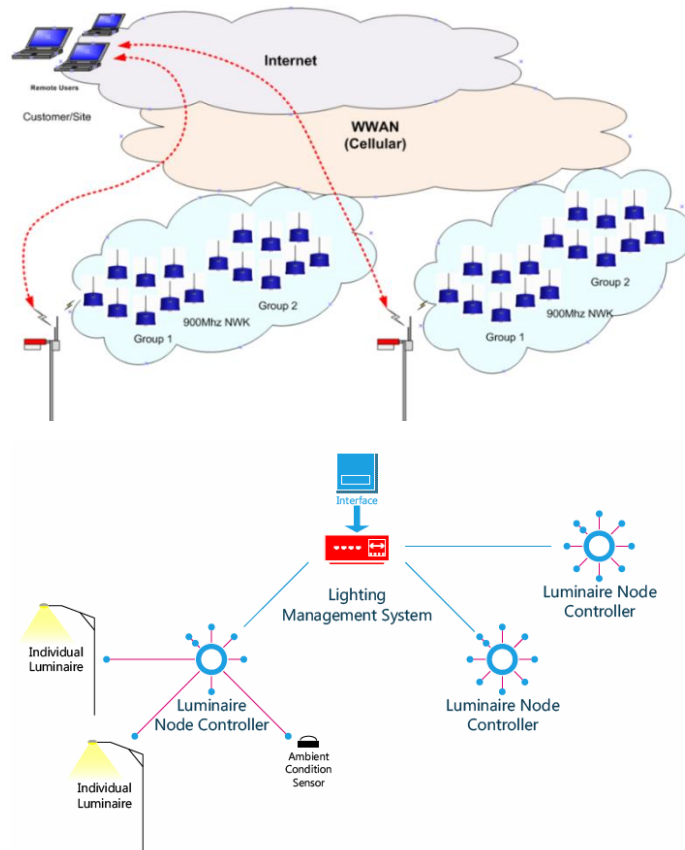 Internet
Remote Users
Customer/Site
WWAN
(Cellular)
Group 2
900Mhz NWK
Group 1
Group 2
900Mhz NWK
Group 1
Interface
Lighting
Management System
Luminaire Node
Controller
Individual
Luminaire
Luminaire
Node Controller
Luminaire Node
Controller
Ambient
Condition
Sensor
Individual
Luminaire